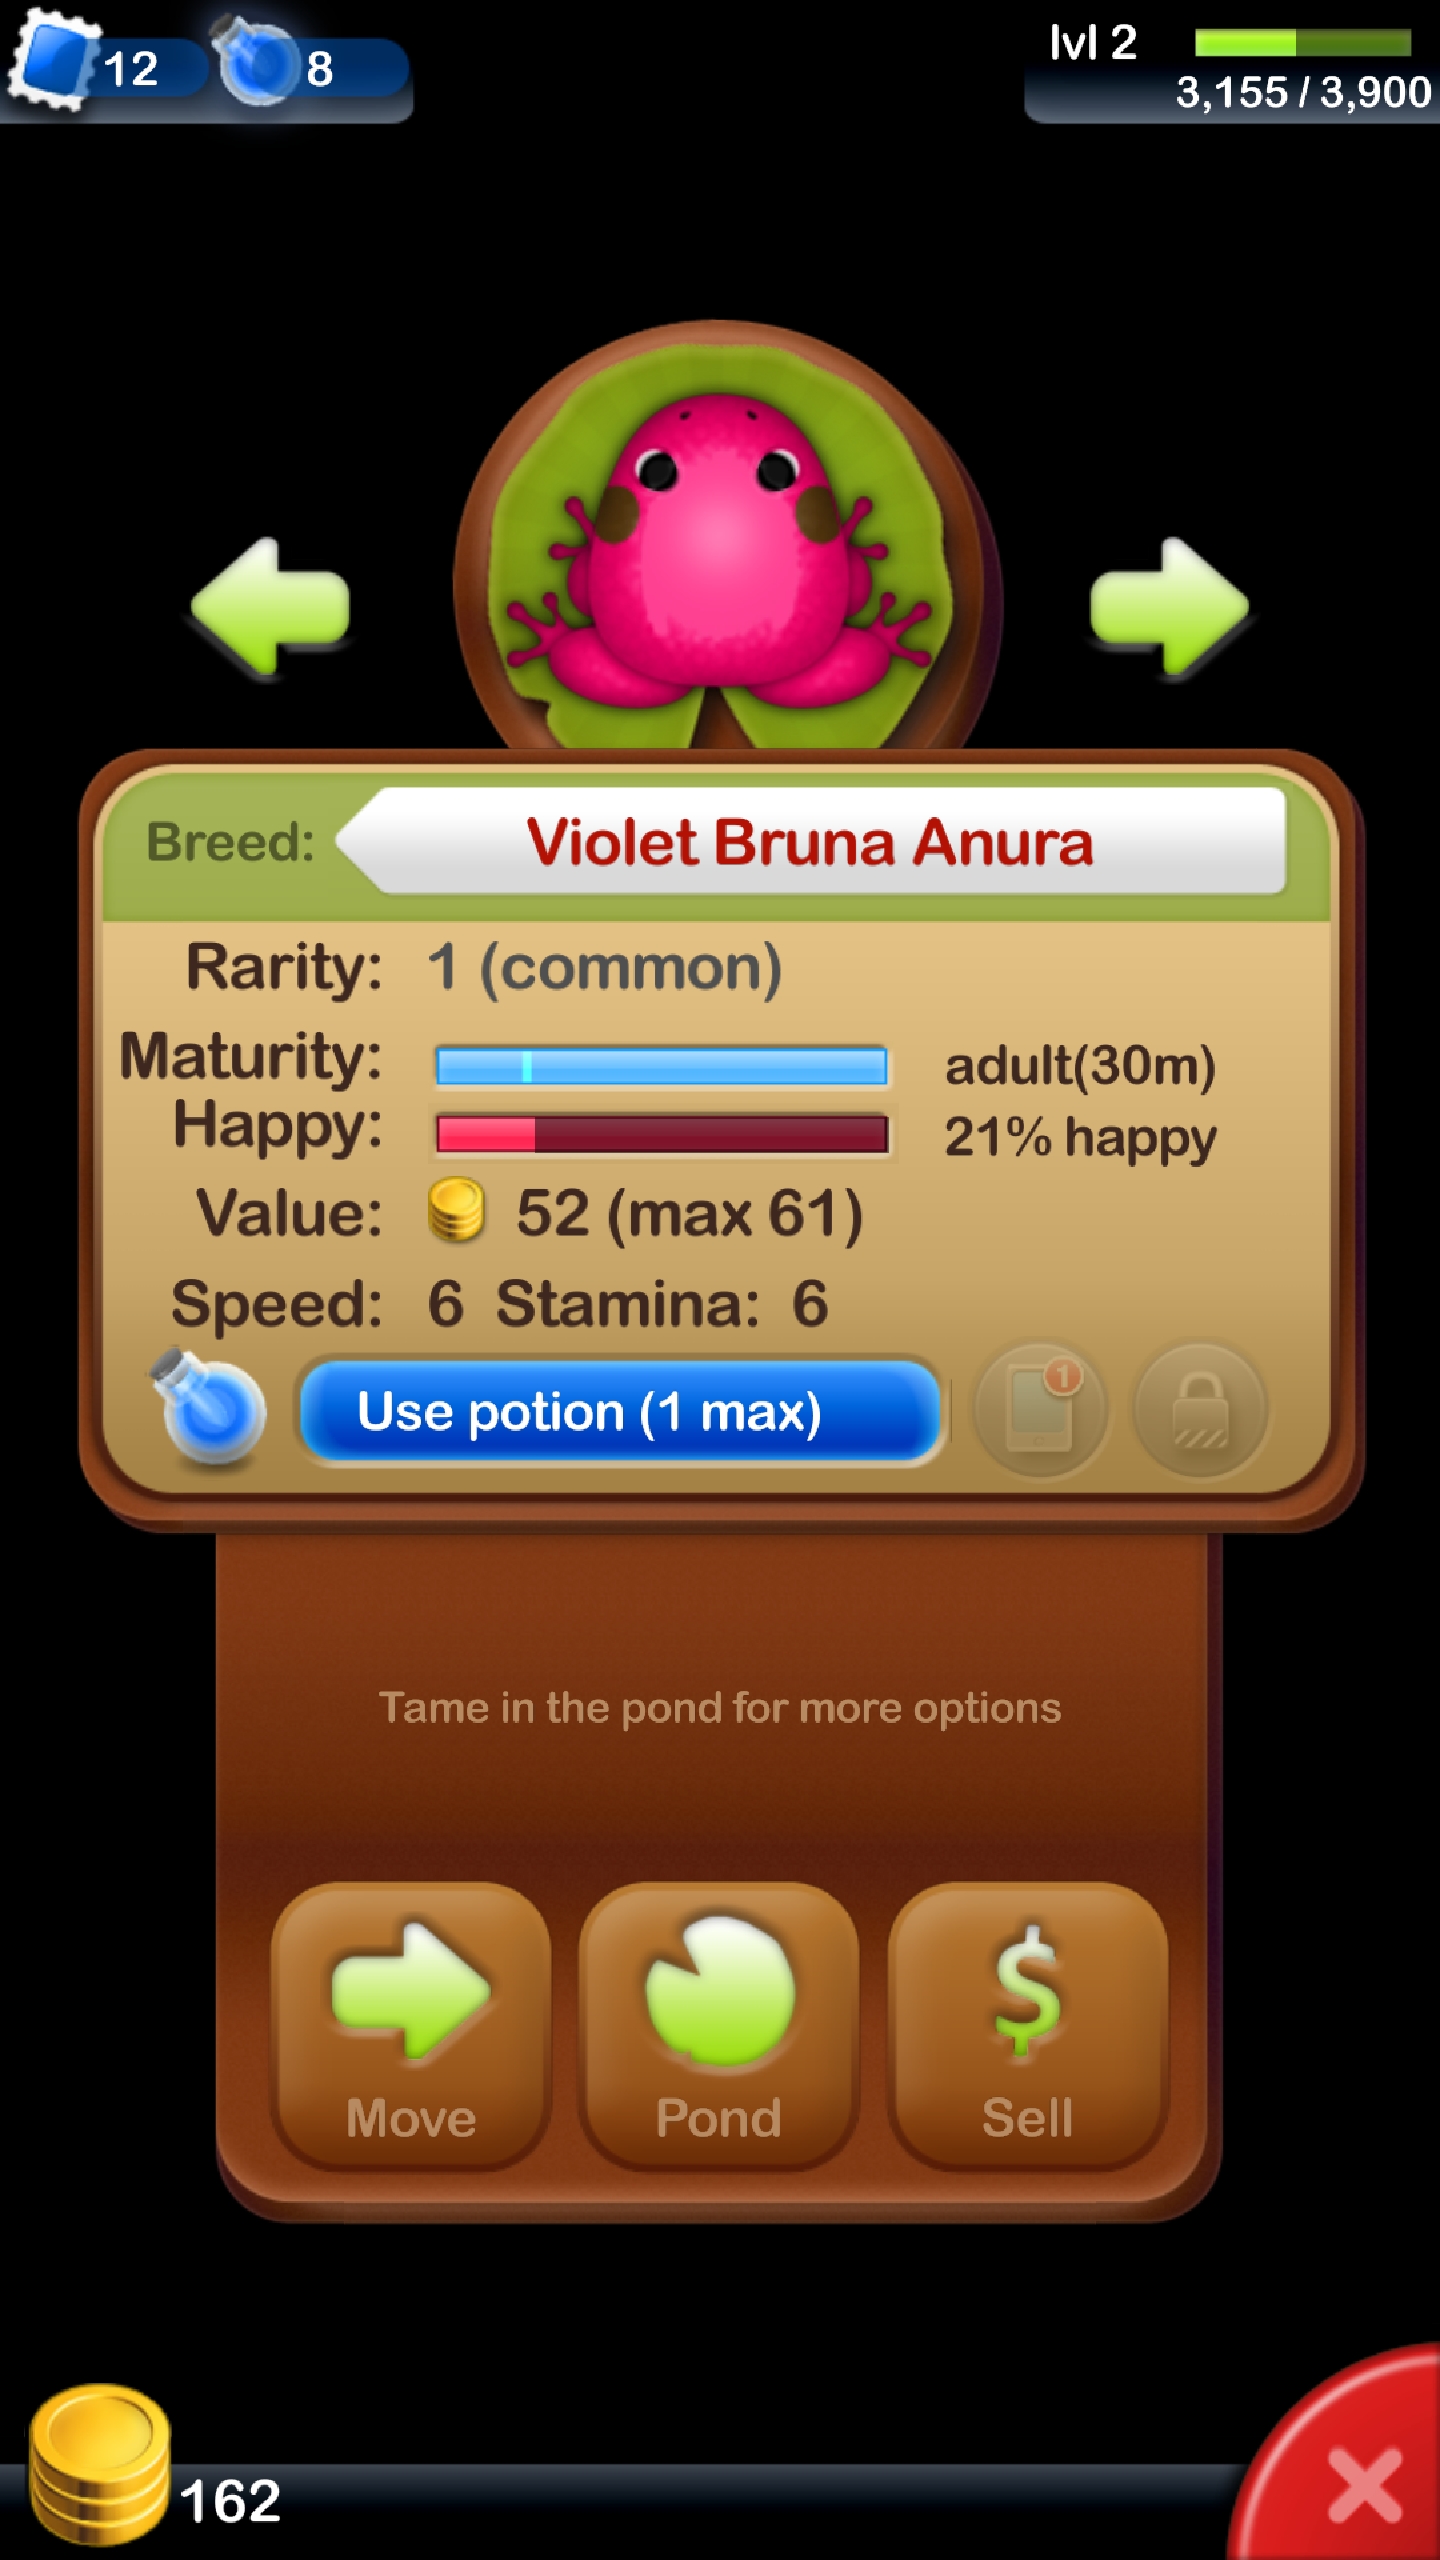 12
8
lvl 2
3,155 / 3,900
Breed: Violet Bruna Anura
Rarity: 1 (common)
Maturity: adult(30m)
Happy: 21% happy
Value: 52 (max 61)
Speed: 6 Stamina: 6
Use potion (1 max)
1
Tame in the pond for more options
Move Pond Sell
$
162